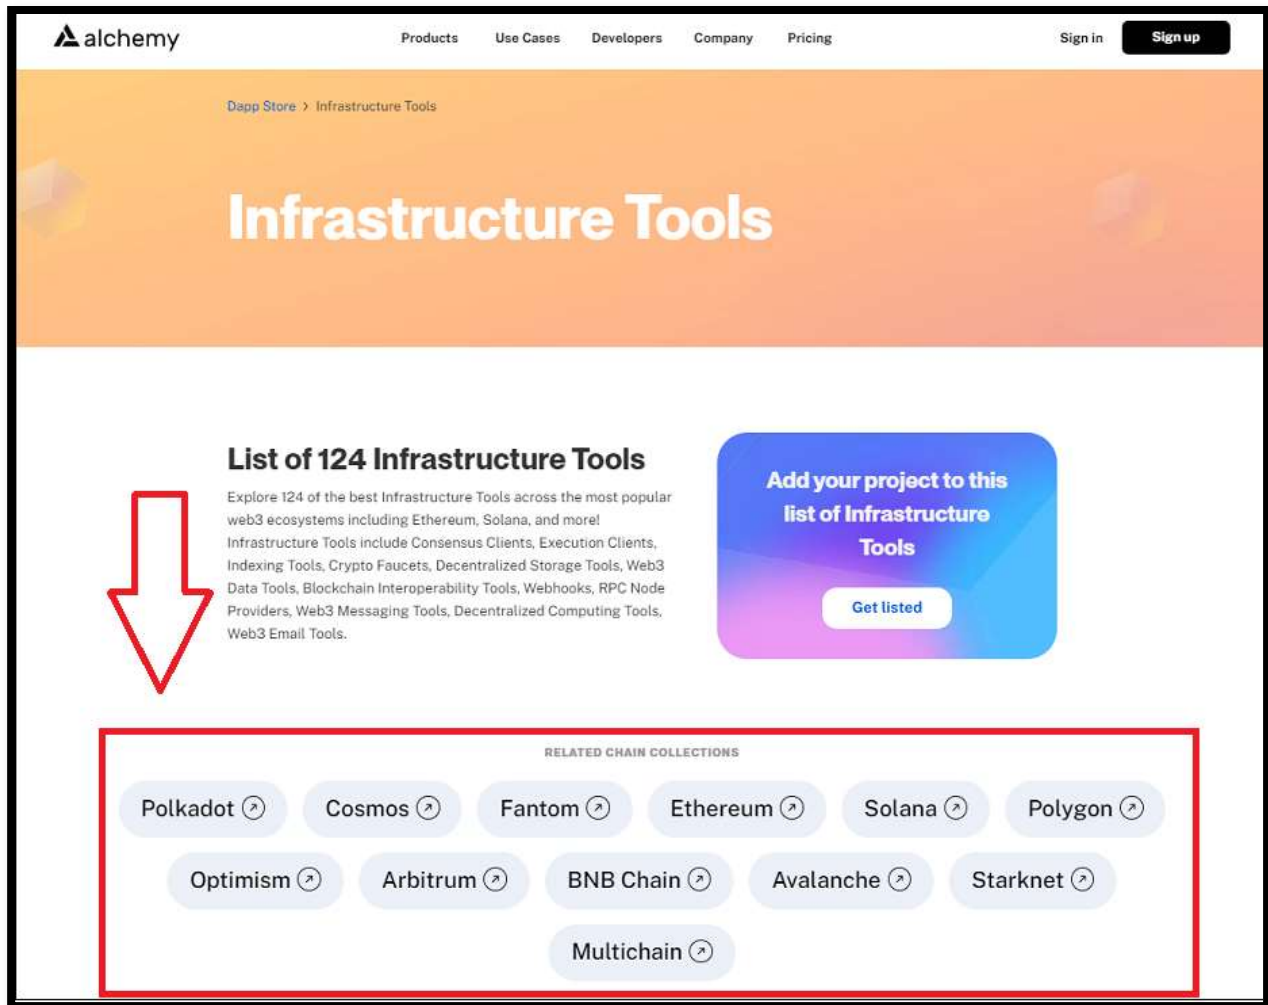 alchemy Products Use Cases Developers Company Pricing Sign in Sign up
Dapp Store > Infrastructure Tools
Infrastructure Tools
List of 124 Infrastructure Tools
Explore 124 of the best Infrastructure Tools across the most popular
web3 ecosystems including Ethereum, Solana, and more!
Infrastructure Tools include Consensus Clients, Execution Clients,
Indexing Tools, Crypto Faucets, Decentralized Storage Tools, Web3
Data Tools, Blockchain Interoperability Tools, Webhooks, RPC Node
Providers, Web3 Messaging Tools, Decentralized Computing Tools,
Web3 Email Tools.
Add your project to this
list of Infrastructure
Tools
Get listed
RELATED CHAIN COLLECTIONS
Polkadot Cosmos Fantom Ethereum Solana Polygon
Optimism Arbitrum BNB Chain Avalanche Starknet
Multichain